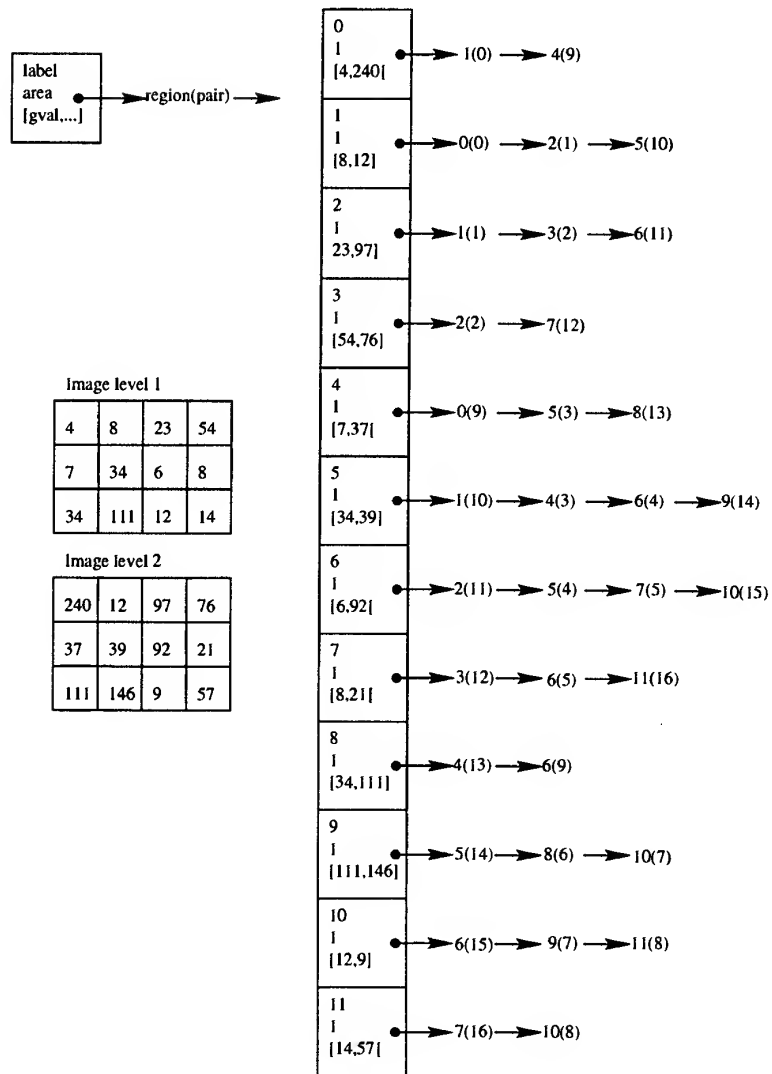 label
area
[gval,...]
region(pair)
Image level 1
4 8 23 54
7 34 6 8
34 111 12 14
Image level 2
240 12 97 76
37 39 92 21
111 146 9 57
0
1
[4,240[
1(0) 4(9)
1
1
[8,12]
0(0) 2(1) 5(10)
2
1
23,97]
1(1) 3(2) 6(11)
3
1
[54,76]
2(2) 7(12)
4
1
[7,37[
0(9) 5(3) 8(13)
5
1
[34,39]
1(10) 4(3) 6(4) 9(14)
6
1
[6,92[
2(11) 5(4) 7(5) 10(15)
7
1
[8,21[
3(12) 6(5) 11(16)
8
1
[34,111]
4(13) 6(9)
9
1
[111,146]
5(14) 8(6) 10(7)
10
1
[12,9]
6(15) 9(7) 11(8)
11
1
[14,57[
7(16) 10(8)